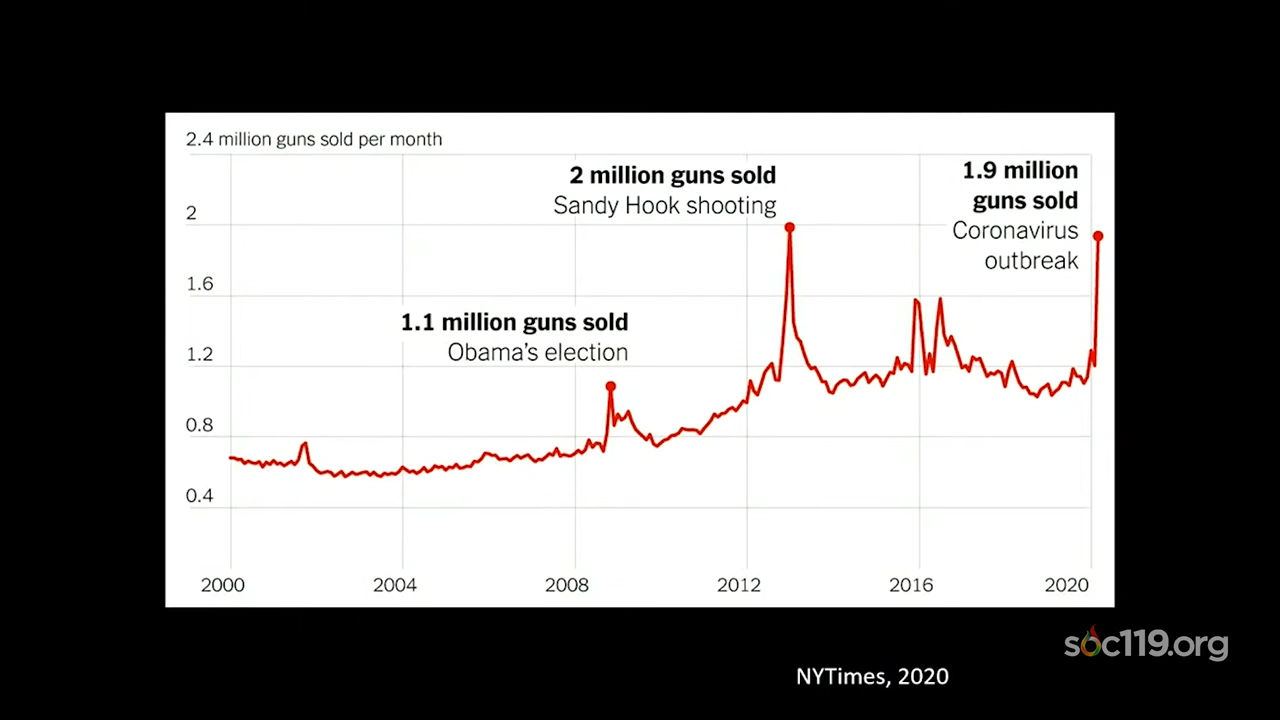 2.4 million guns sold per month
2 million guns sold
Sandy Hook shooting
1.9 million
guns sold
Coronavirus
outbreak
2
1.6
1.1 million guns sold
Obama’s election
1.2
0.8
0.4
2000 2004 2008 2012 2016 2020
soc119.org
NYTimes, 2020